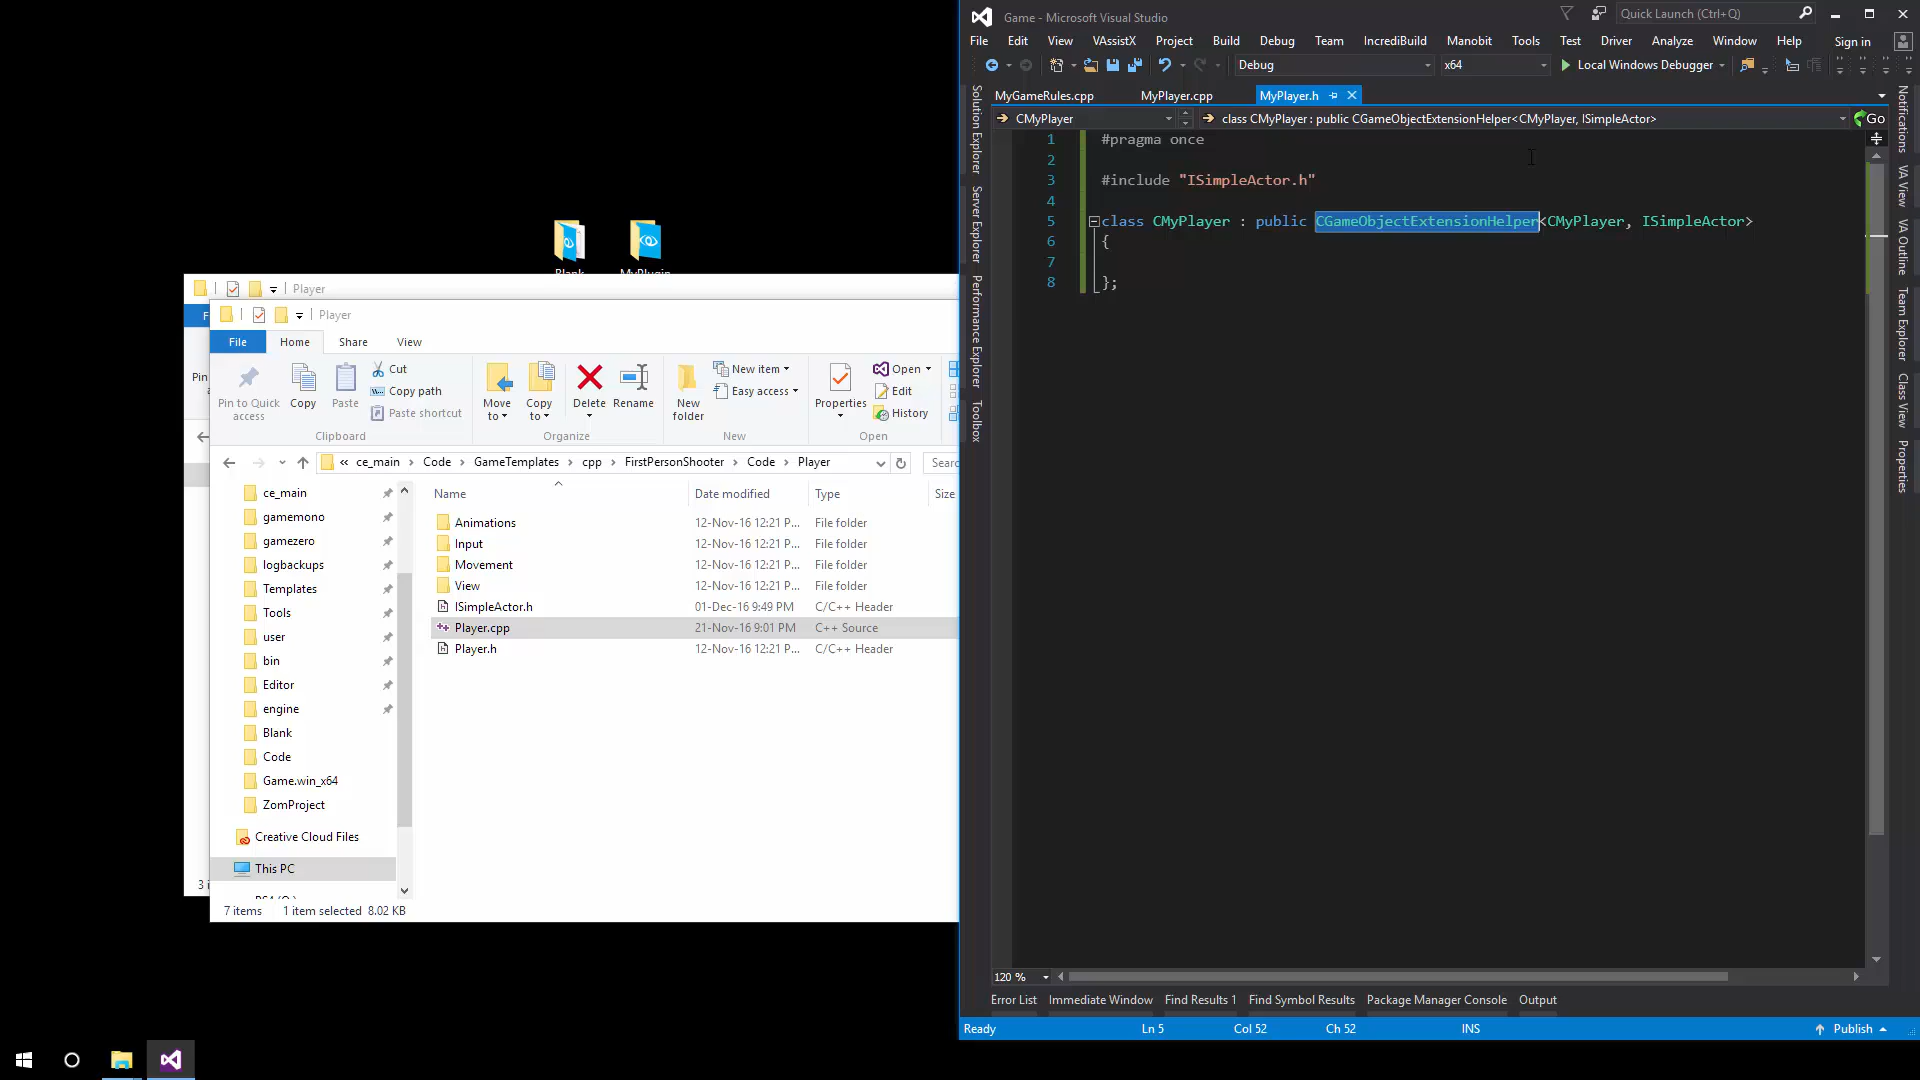 Blank
MyPlugin
Player
F
Pin
3 i
Player
File
Home
Share
View
Pin to Quick access
Copy
Paste
Cut
Copy path
Paste shortcut
Clipboard
Move to
Copy to
Delete
Rename
Organize
New folder
New item
Easy access
New
Properties
Open
Edit
History
Open
« ce_main > Code > GameTemplates > cpp > FirstPersonShooter > Code > Player
Searc
ce_main
gamemono
gamezero
logbackups
Templates
Tools
user
bin
Editor
engine
Blank
Code
Game.win_x64
ZomProject
Creative Cloud Files
This PC
Name Date modified Type Size
Animations 12-Nov-16 12:21 P... File folder
Input 12-Nov-16 12:21 P... File folder
Movement 12-Nov-16 12:21 P... File folder
View 12-Nov-16 12:21 P... File folder
ISimpleActor.h 01-Dec-16 9:49 PM C/C++ Header
Player.cpp 21-Nov-16 9:01 PM C++ Source
Player.h 12-Nov-16 12:21 P... C/C++ Header
7 items 1 item selected 8.02 KB
Game - Microsoft Visual Studio
Quick Launch (Ctrl+Q)
File Edit View VAssistX Project Build Debug Team IncrediBuild Manobit Tools Test Driver Analyze Window Help Sign in
Debug x64 Local Windows Debugger
MyGameRules.cpp MyPlayer.cpp MyPlayer.h
CMyPlayer class CMyPlayer : public CGameObjectExtensionHelper<CMyPlayer, ISimpleActor> Go
Solution Explorer
Server Explorer
Performance Explorer
Toolbox
1 #pragma once
2
3 #include "ISimpleActor.h"
4
5 class CMyPlayer : public CGameObjectExtensionHelper<CMyPlayer, ISimpleActor>
6 {
7
8 };
Notifications
VA View
VA Outline
Team Explorer
Class View
Properties
120 %
Error List Immediate Window Find Results 1 Find Symbol Results Package Manager Console Output
Ready Ln 5 Col 52 Ch 52 INS Publish